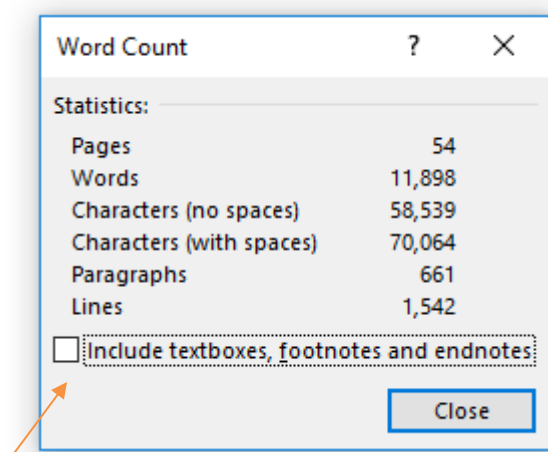 Word Count ? ×
Statistics:
Pages 54
Words 11,898
Characters (no spaces) 58,539
Characters (with spaces) 70,064
Paragraphs 661
Lines 1,542
Include textboxes, footnotes and endnotes
Close